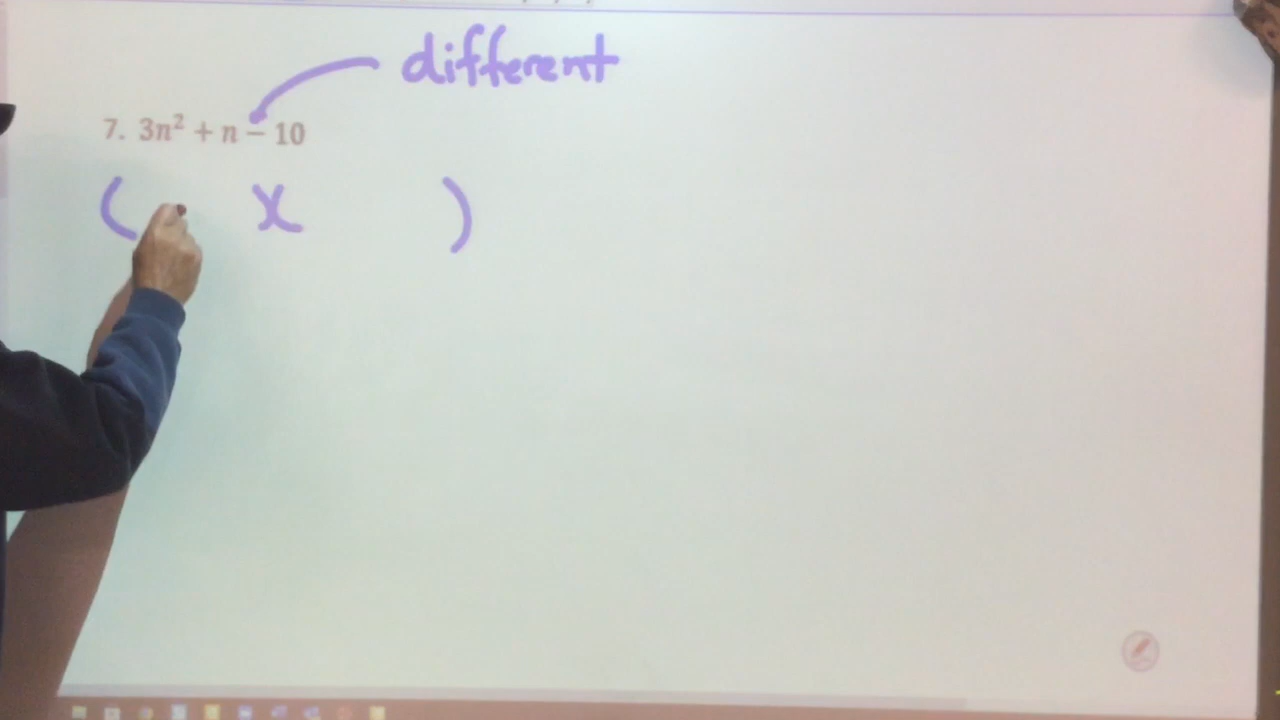 different
7. 3n² + n − 10
( x )